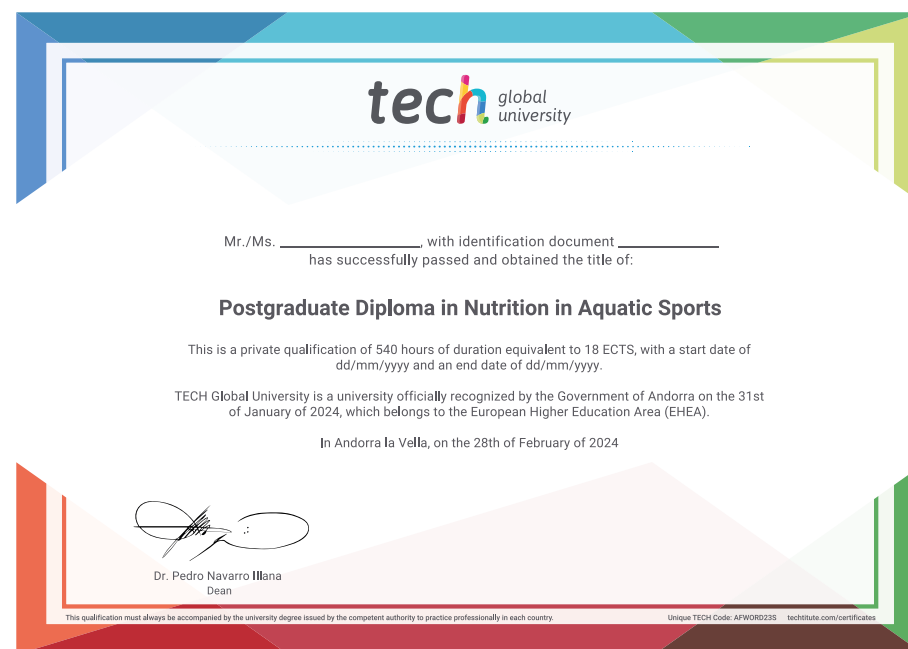 tech global
university
Mr./Ms. ____________________, with identification document ______________
has successfully passed and obtained the title of:
Postgraduate Diploma in Nutrition in Aquatic Sports
This is a private qualification of 540 hours of duration equivalent to 18 ECTS, with a start date of
dd/mm/yyyy and an end date of dd/mm/yyyy.
TECH Global University is a university officially recognized by the Government of Andorra on the 31st
of January of 2024, which belongs to the European Higher Education Area (EHEA).
In Andorra la Vella, on the 28th of February of 2024
Dr. Pedro Navarro Illana
Dean
This qualification must always be accompanied by the university degree issued by the competent authority to practice professionally in each country. Unique TECH Code: AFWORD23S techtitute.com/certificates